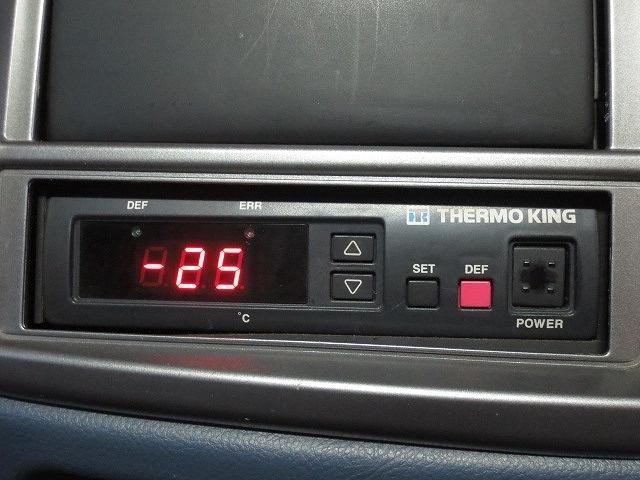 DEF ERR
THERMO KING
-25
°C
SET DEF
POWER